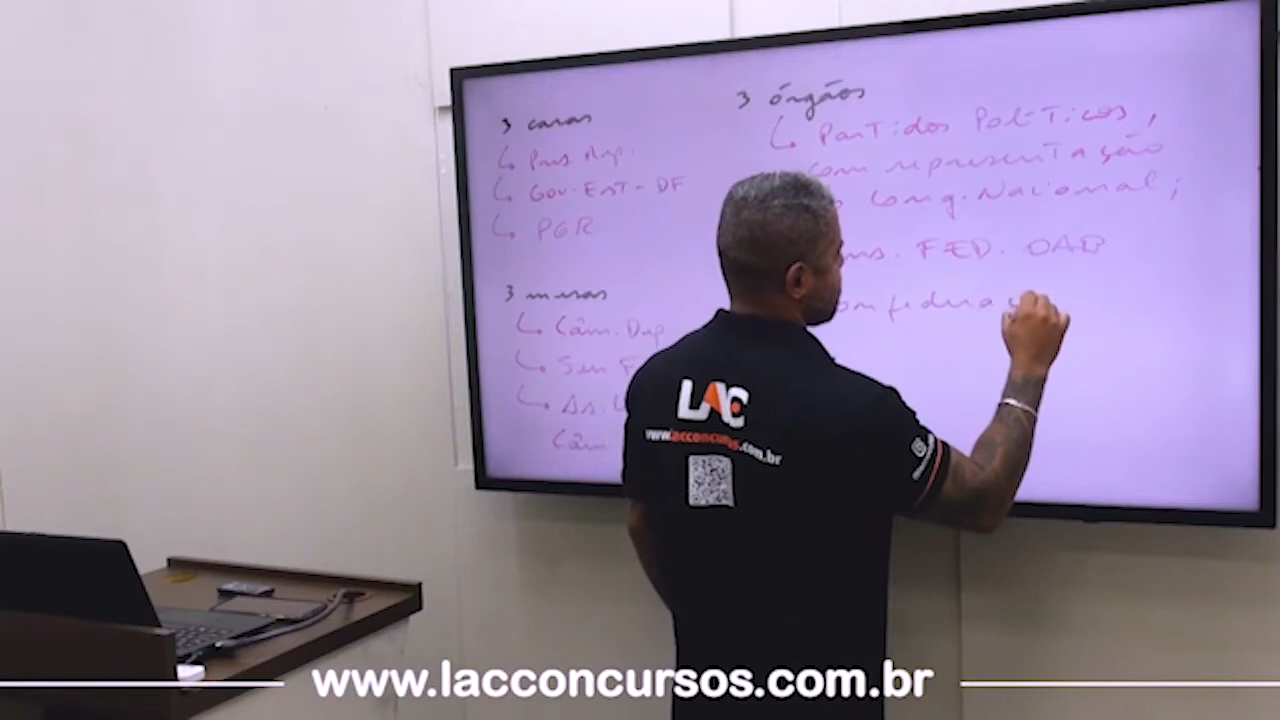 3 caras
Pres. Rep.
Gov. Est - DF
PGR
3 mesas
Câm. Dep
Sen F
As. L
Câm
3 órgãos
Partidos Políticos,
com representação
Cong. Nacional;
FED. OAB
LAC
www.lacconcursos.com.br
www.lacconcursos.com.br